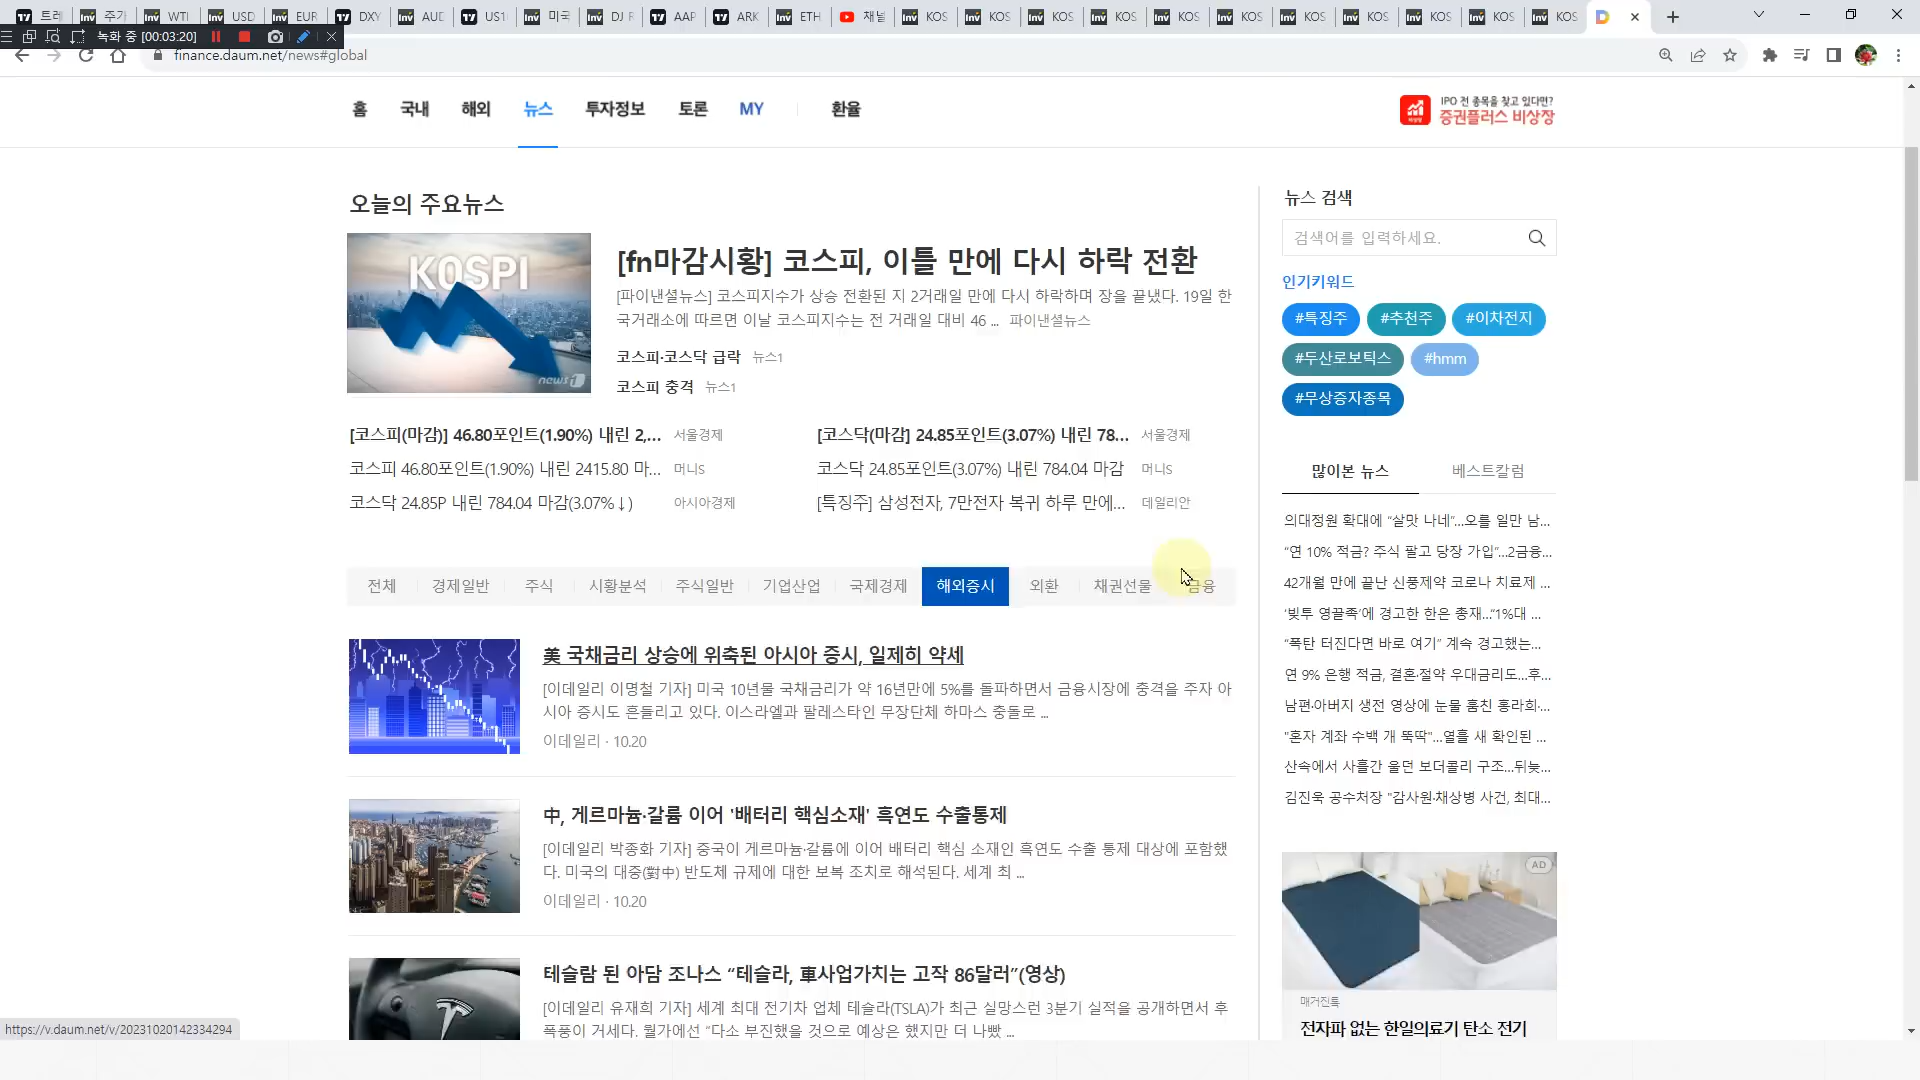 트레
주가
WTI
USD
EUR
DXY
AUD
US1
미국
DJ
AAP
ARK
ETH
채널
KOS
KOS
KOS
KOS
KOS
KOS
KOS
KOS
KOS
KOS
KOS
녹화 중 [00:03:20]
finance.daum.net/news#global
홈 국내 해외 뉴스 투자정보 토론 MY 환율
IPO 전 종목을 찾고 있다면?
증권플러스 비상장
오늘의 주요뉴스
KOSPI
news1
[fn마감시황] 코스피, 이틀 만에 다시 하락 전환
[파이낸셜뉴스] 코스피지수가 상승 전환된 지 2거래일 만에 다시 하락하며 장을 끝냈다. 19일 한
국거래소에 따르면 이날 코스피지수는 전 거래일 대비 46 ... 파이낸셜뉴스
코스피·코스닥 급락 뉴스1
코스피 충격 뉴스1
[코스피(마감)] 46.80포인트(1.90%) 내린 2,... 서울경제
[코스닥(마감] 24.85포인트(3.07%) 내린 78... 서울경제
코스피 46.80포인트(1.90%) 내린 2415.80 마... 머니S
코스닥 24.85포인트(3.07%) 내린 784.04 마감 머니S
코스닥 24.85P 내린 784.04 마감(3.07%↓) 아시아경제
[특징주] 삼성전자, 7만전자 복귀 하루 만에... 데일리안
전체 경제일반 주식 시황분석 주식일반 기업산업 국제경제 해외증시 외환 채권선물 금융
美 국채금리 상승에 위축된 아시아 증시, 일제히 약세
[이데일리 이명철 기자] 미국 10년물 국채금리가 약 16년만에 5%를 돌파하면서 금융시장에 충격을 주자 아
시아 증시도 흔들리고 있다. 이스라엘과 팔레스타인 무장단체 하마스 충돌로 ...
이데일리 · 10.20
中, 게르마늄·갈륨 이어 '배터리 핵심소재' 흑연도 수출통제
[이데일리 박종화 기자] 중국이 게르마늄·갈륨에 이어 배터리 핵심 소재인 흑연도 수출 통제 대상에 포함했
다. 미국의 대중(對中) 반도체 규제에 대한 보복 조치로 해석된다. 세계 최 ...
이데일리 · 10.20
테슬람 된 아담 조나스 “테슬라, 車사업가치는 고작 86달러”(영상)
[이데일리 유재희 기자] 세계 최대 전기차 업체 테슬라(TSLA)가 최근 실망스런 3분기 실적을 공개하면서 후
폭풍이 거세다. 월가에선 “다소 부진했을 것으로 예상은 했지만 더 나빴 ...
뉴스 검색
검색어를 입력하세요.
인기키워드
#특징주 #추천주 #이차전지
#두산로보틱스 #hmm
#무상증자종목
많이본 뉴스 베스트칼럼
의대정원 확대에 “살맛 나네”...오를 일만 남...
“연 10% 적금? 주식 팔고 당장 가입”...2금융...
42개월 만에 끝난 신풍제약 코로나 치료제 ...
‘빚투 영끌족’에 경고한 한은 총재...“1%대 ...
“폭탄 터진다면 바로 여기” 계속 경고했는...
연 9% 은행 적금, 결혼·절약 우대금리도...후...
남편·아버지 생전 영상에 눈물 훔친 홍라희·...
"혼자 계좌 수백 개 뚝딱"...열흘 새 확인된 ...
산속에서 사흘간 울던 보더콜리 구조...뒤늦...
김진욱 공수처장 "감사원·채상병 사건, 최대...
AD
매거진특
전자파 없는 한일의료기 탄소 전기
https://v.daum.net/v/20231020142334294